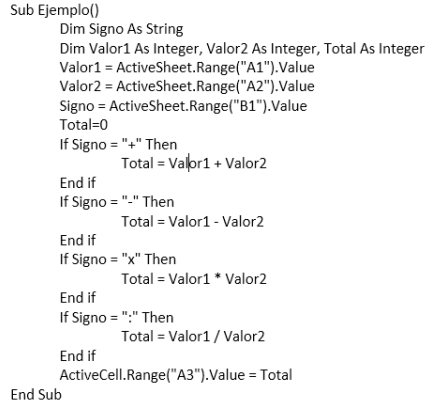 Sub Ejemplo()
Dim Signo As String
Dim Valor1 As Integer, Valor2 As Integer, Total As Integer
Valor1 = ActiveSheet.Range("A1").Value
Valor2 = ActiveSheet.Range("A2").Value
Signo = ActiveSheet.Range("B1").Value
Total=0
If Signo = "+" Then
Total = Valor1 + Valor2
End if
If Signo = "-" Then
Total = Valor1 - Valor2
End if
If Signo = "x" Then
Total = Valor1 * Valor2
End if
If Signo = ":" Then
Total = Valor1 / Valor2
End if
ActiveCell.Range("A3").Value = Total
End Sub